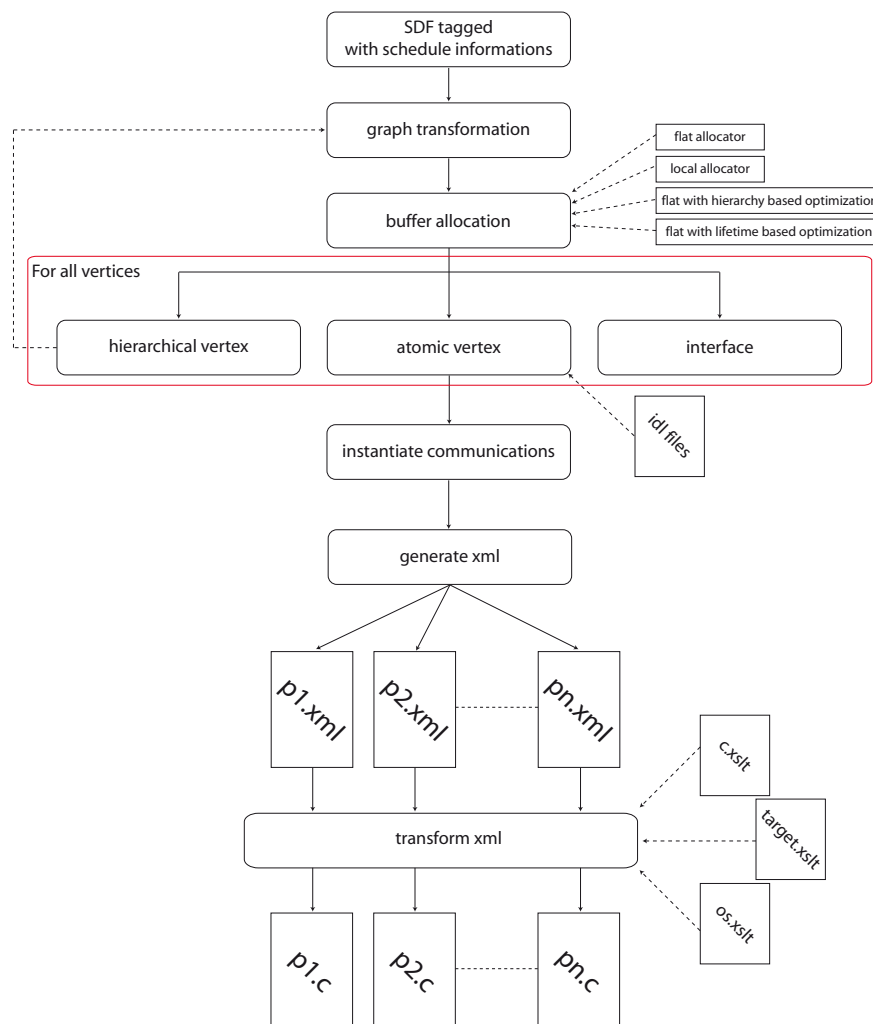 SDF tagged
with schedule informations
graph transformation
flat allocator
local allocator
buffer allocation
flat with hierarchy based optimization
flat with lifetime based optimization
For all vertices
hierarchical vertex
atomic vertex
interface
idl files
instantiate communications
generate xml
p1.xml
p2.xml
pn.xml
c.xslt
transform xml
target.xslt
os.xslt
p1.c
p2.c
pn.c